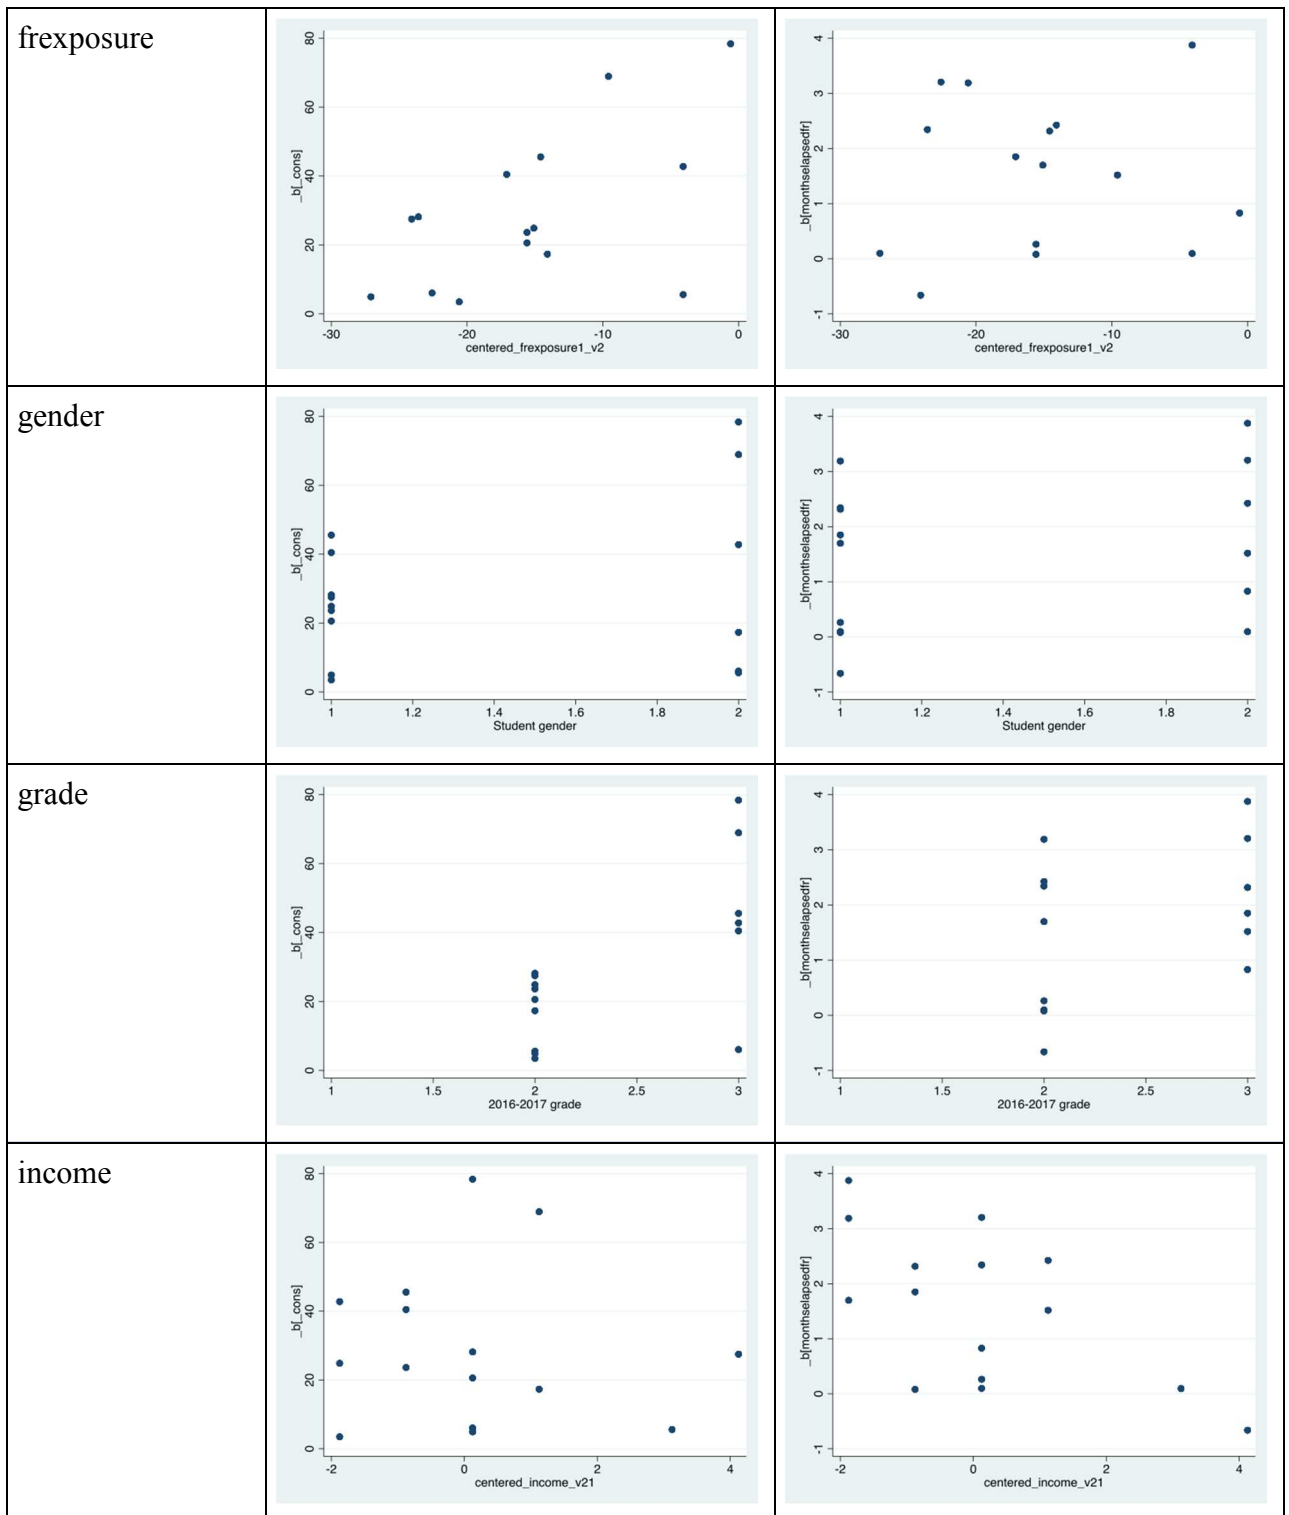 frexposure
80
60
40
20
0
_b[_cons]
-30 -20 -10 0
centered_frexposure1_v2
4
3
2
1
0
-1
_b[monthselapsedfr]
-30 -20 -10 0
centered_frexposure1_v2
gender
80
60
40
20
0
_b[_cons]
1 1.2 1.4 1.6 1.8 2
Student gender
4
3
2
1
0
-1
_b[monthselapsedfr]
1 1.2 1.4 1.6 1.8 2
Student gender
grade
80
60
40
20
0
_b[_cons]
1 1.5 2 2.5 3
2016-2017 grade
4
3
2
1
0
-1
_b[monthselapsedfr]
1 1.5 2 2.5 3
2016-2017 grade
income
80
60
40
20
0
_b[_cons]
-2 0 2 4
centered_income_v21
4
3
2
1
0
-1
_b[monthselapsedfr]
-2 0 2 4
centered_income_v21